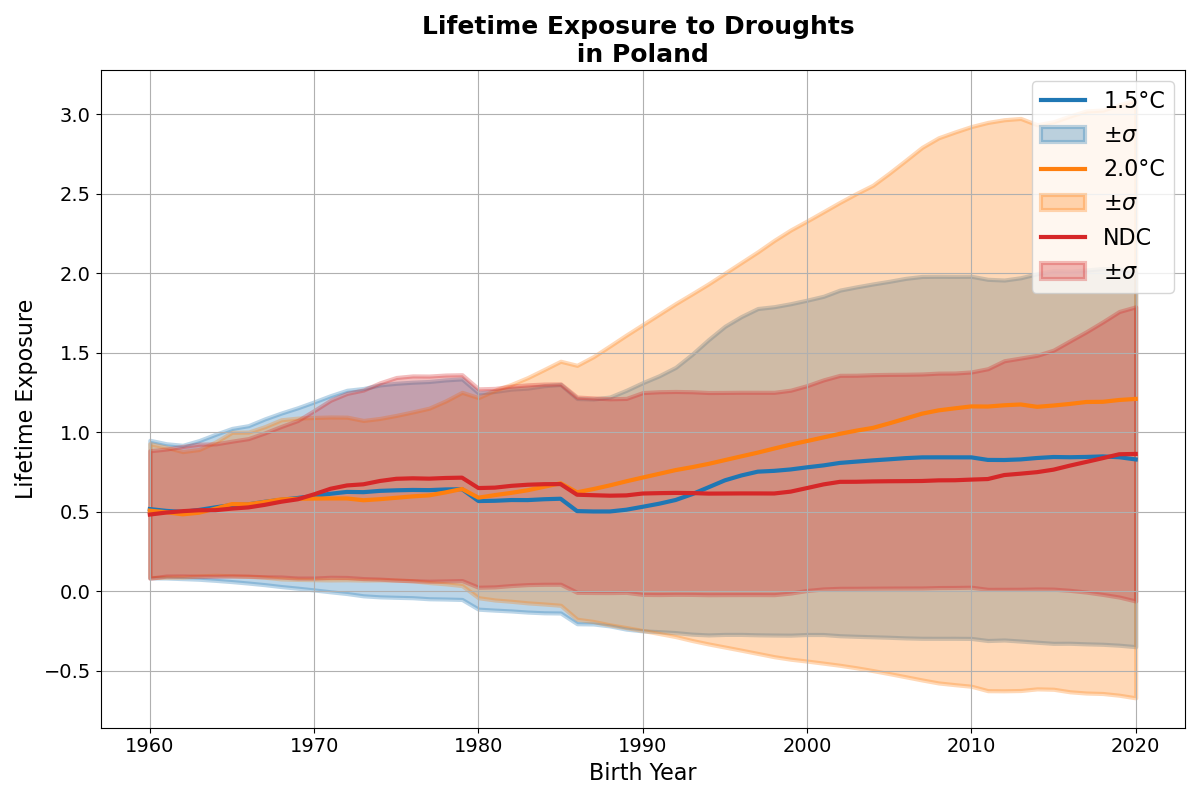 Lifetime Exposure to Droughts
in Poland
Lifetime Exposure
3.0
2.5
2.0
1.5
1.0
0.5
0.0
−0.5
1.5°C
±σ
2.0°C
±σ
NDC
±σ
1960 1970 1980 1990 2000 2010 2020
Birth Year